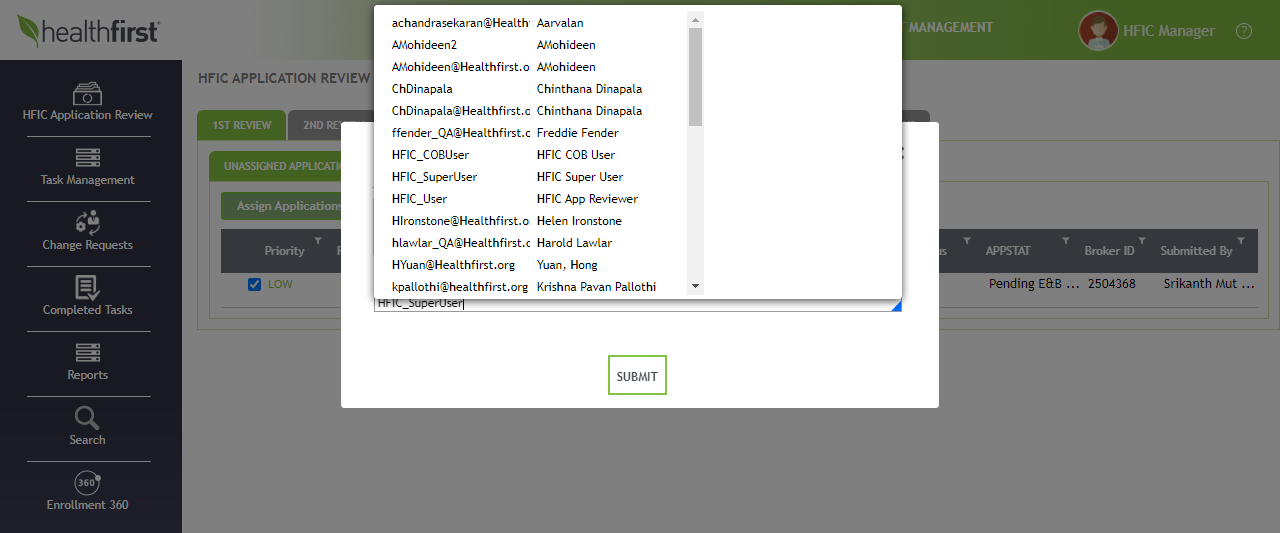 healthfirst
T MANAGEMENT
HFIC Manager
?
HFIC Application Review
Task Management
Change Requests
Completed Tasks
Reports
Search
360
Enrollment 360
HFIC APPLICATION REVIEW
1ST REVIEW
2ND RE
UNASSIGNED APPLICATIO
Assign Applications
Priority
us
APPSTAT
Broker ID
Submitted By
LOW
Pending E&B ...
2504368
Srikanth Mut ...
achandrasekaran@Health Aarvalan
AMohideen2 AMohideen
AMohideen@Healthfirst.o AMohideen
ChDinapala Chinthana Dinapala
ChDinapala@Healthfirst.o Chinthana Dinapala
ffender_QA@Healthfirst.o Freddie Fender
HFIC_COBUser HFIC COB User
HFIC_SuperUser HFIC Super User
HFIC_User HFIC App Reviewer
HIronstone@Healthfirst.o Helen Ironstone
hlawlar_QA@Healthfirst.o Harold Lawlar
HYuan@Healthfirst.org Yuan, Hong
kpallothi@healthfirst.org Krishna Pavan Pallothi
HFIC_SuperUser
SUBMIT